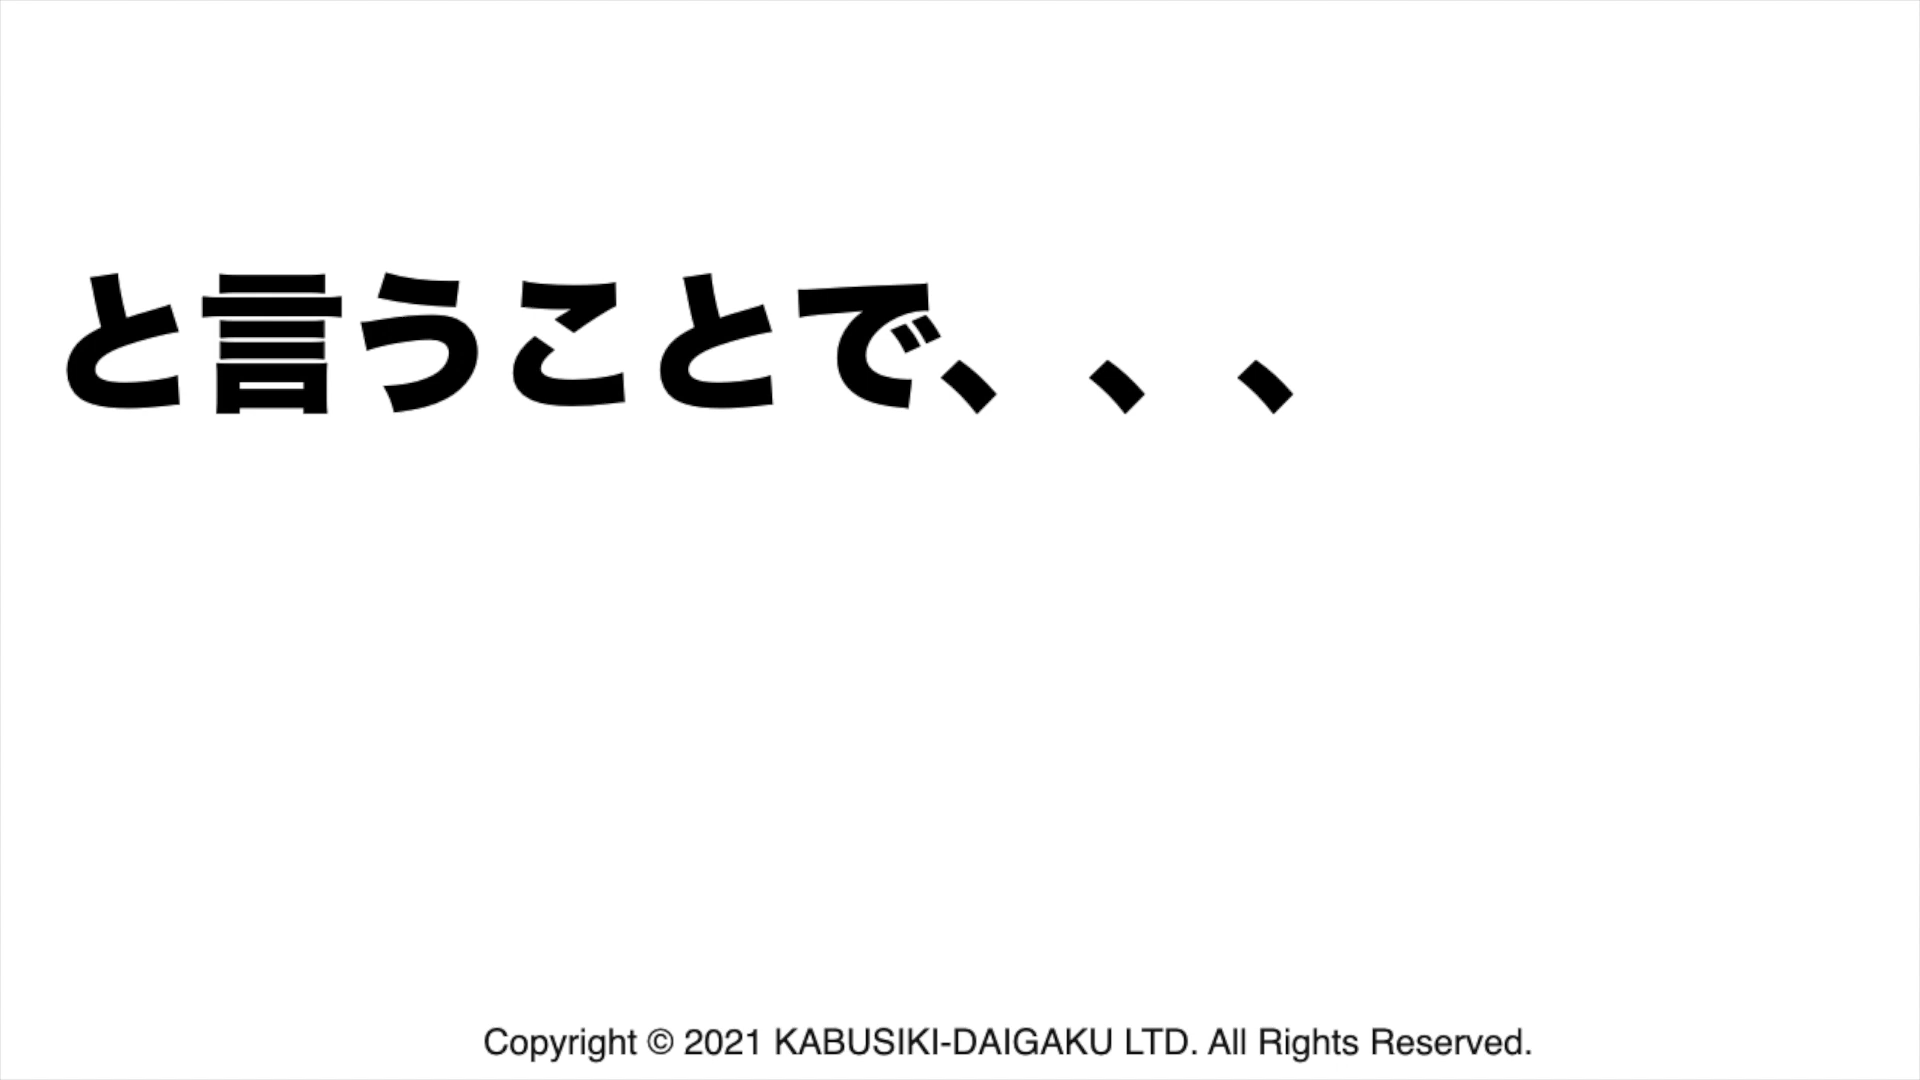 と言うことで、、、
Copyright © 2021 KABUSIKI-DAIGAKU LTD. All Rights Reserved.